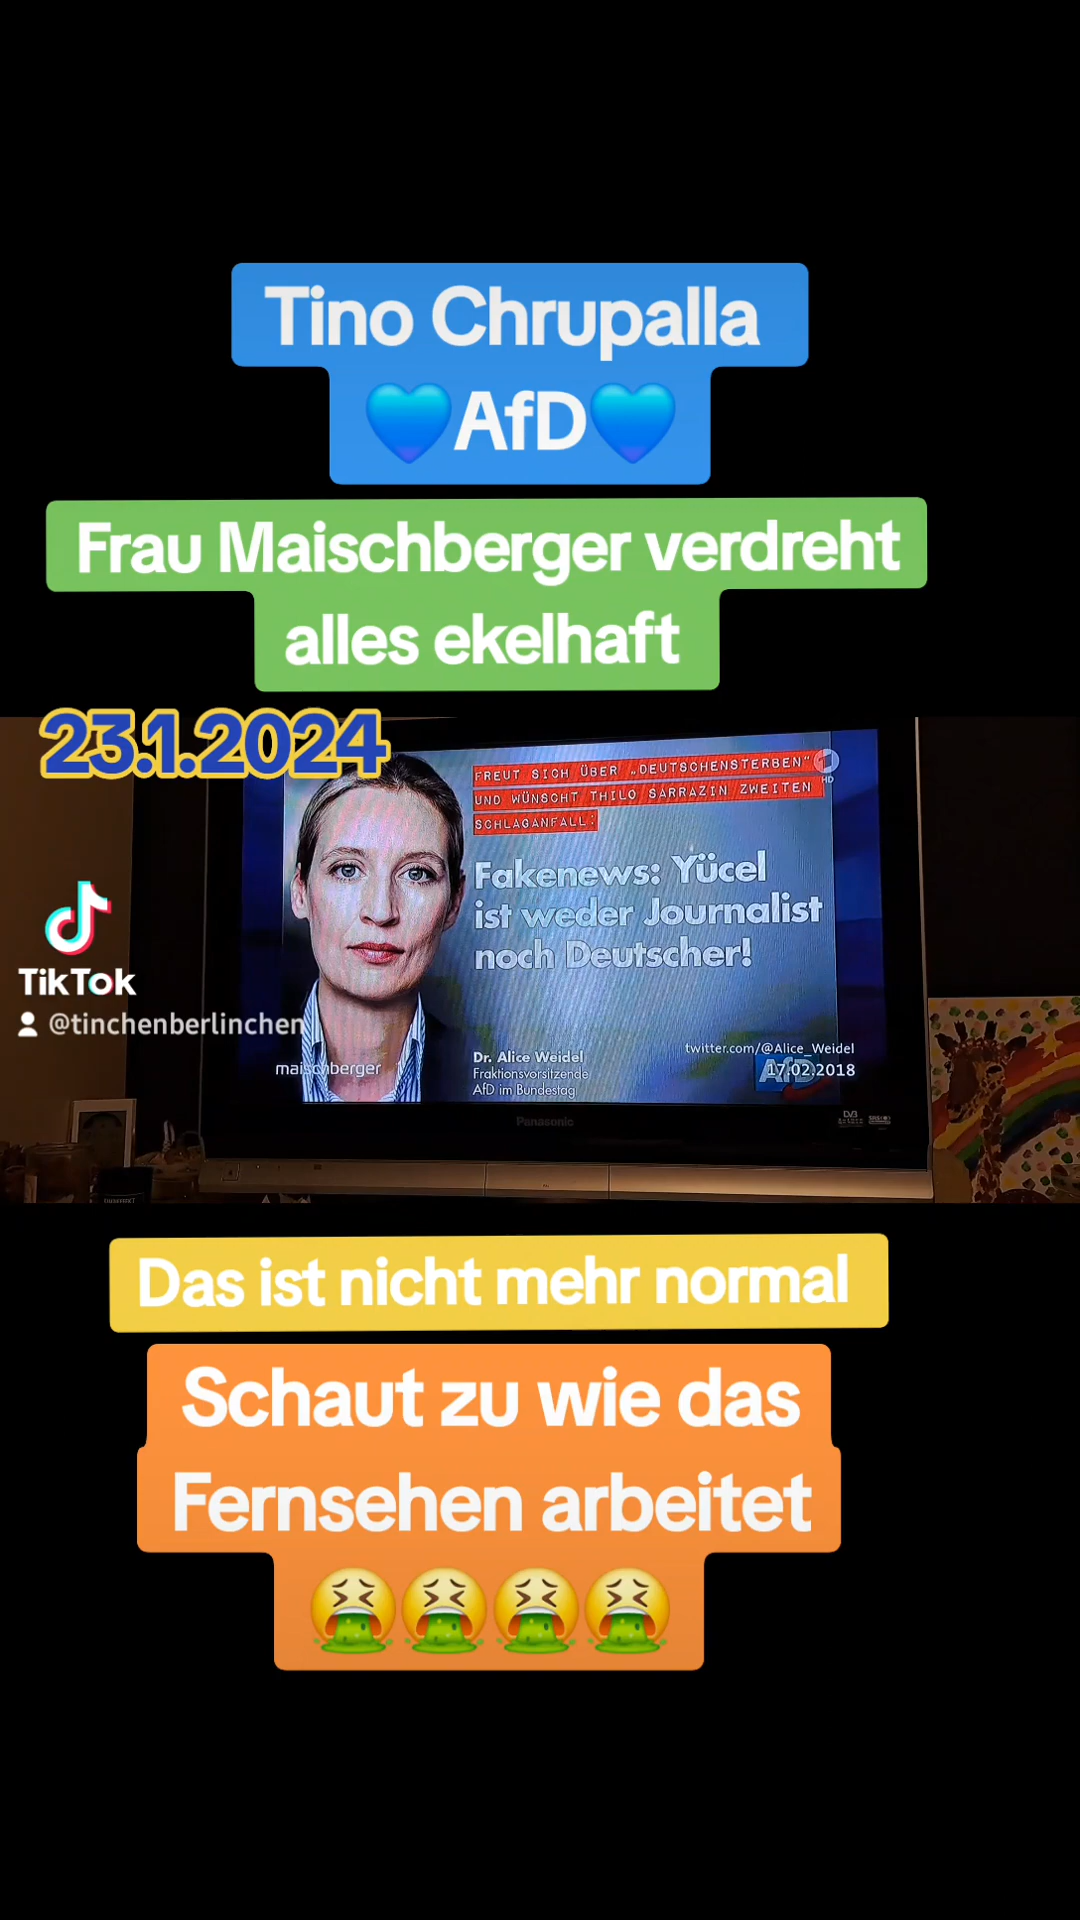 Tino Chrupalla
💙AfD💙
Frau Maischberger verdreht
alles ekelhaft
23.1.2024
FREUT SICH ÜBER „DEUTSCHENSTERBEN“
UND WÜNSCHT THILO SARRAZIN ZWEITEN
SCHLAGANFALL:
HD
Fakenews: Yücel
ist weder Journalist
noch Deutscher!
TikTok
@tinchenberlinchen
maischberger
Dr. Alice Weidel
Fraktionsvorsitzende
AfD im Bundestag
twitter.com/@Alice_Weidel
17.02.2018
AfD
Panasonic
Das ist nicht mehr normal
Schaut zu wie das
Fernsehen arbeitet
🤮🤮🤮🤮